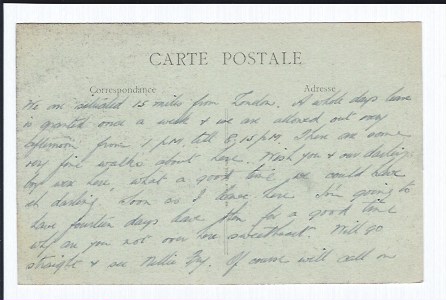 CARTE POSTALE
Correspondance Adresse
We are situated 15 miles from London. A whole days leave
is granted once a week & we are allowed out every
afternoon from 1 P.M. till 8,15 P.M. There are some
very fine walks about here. Wish you & our darling
boy were here, what a good time we could have
eh darling. Soon as I leave here I'm going to
have fourteen days leave then for a good time
why are you not over here sweetheart. Will go
straight & see Nellie . Of course will call on